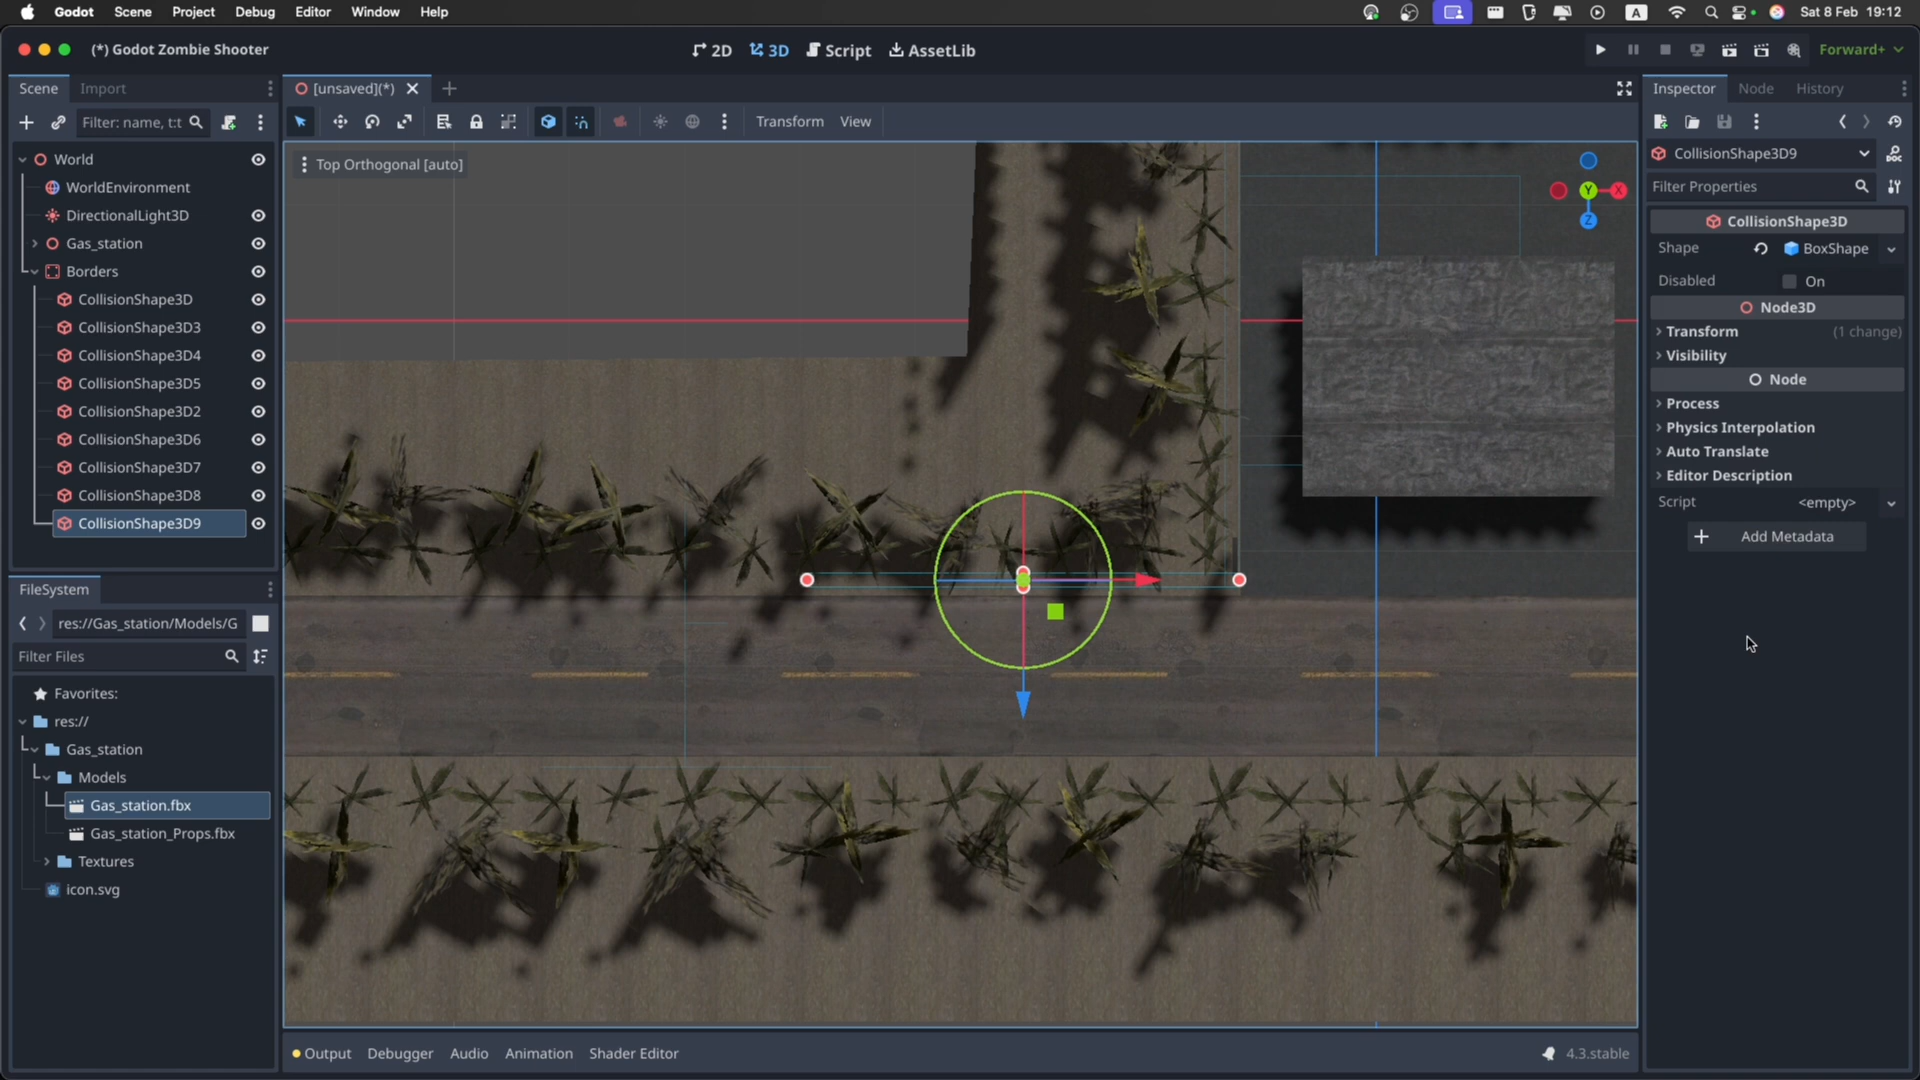 Godot Scene Project Debug Editor Window Help
A Sat 8 Feb 19:12
(*) Godot Zombie Shooter
2D 3D Script AssetLib
Forward+
Scene Import
[unsaved](*)
Inspector Node History
Filter: name, t:t
Transform View
Top Orthogonal [auto]
World
WorldEnvironment
DirectionalLight3D
Gas_station
Borders
CollisionShape3D
CollisionShape3D3
CollisionShape3D4
CollisionShape3D5
CollisionShape3D2
CollisionShape3D6
CollisionShape3D7
CollisionShape3D8
CollisionShape3D9
FileSystem
res://Gas_station/Models/G
Filter Files
Favorites:
res://
Gas_station
Models
Gas_station.fbx
Gas_station_Props.fbx
Textures
icon.svg
Y X
Z
CollisionShape3D9
Filter Properties
CollisionShape3D
Shape BoxShape
Disabled On
Node3D
Transform (1 change)
Visibility
Node
Process
Physics Interpolation
Auto Translate
Editor Description
Script <empty>
Add Metadata
Output Debugger Audio Animation Shader Editor
4.3.stable